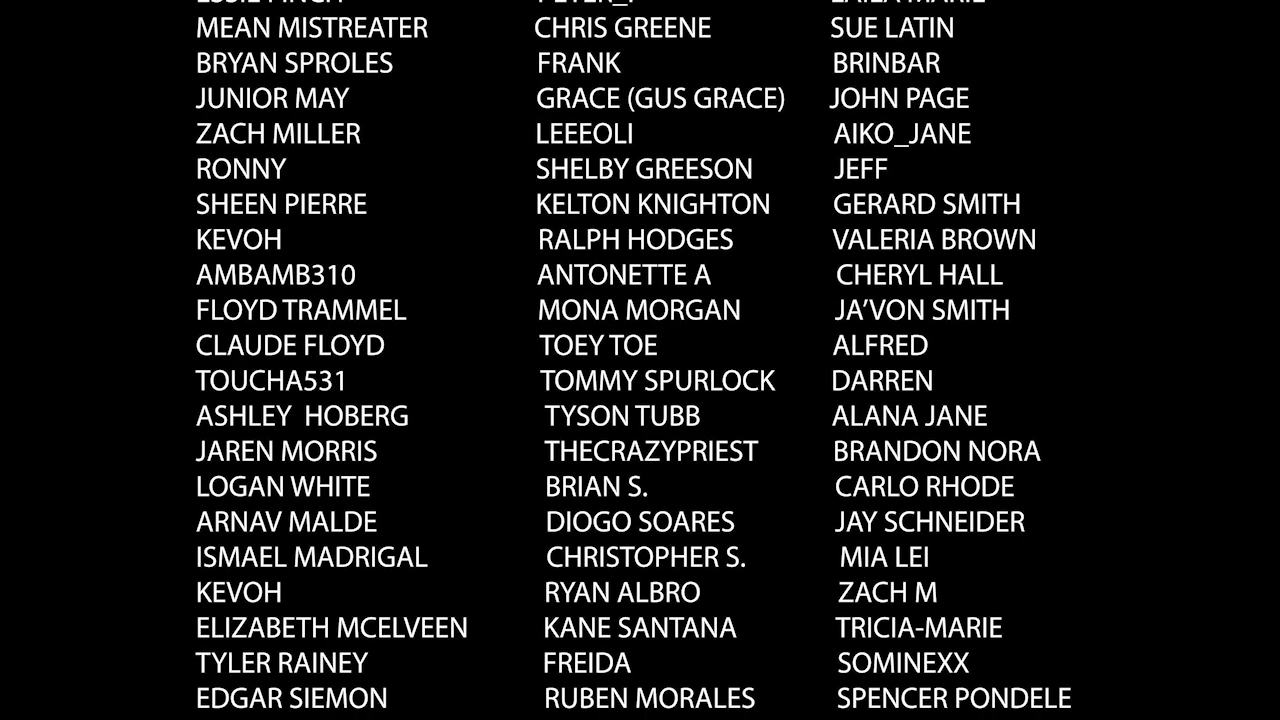 MEAN MISTREATER CHRIS GREENE SUE LATIN
BRYAN SPROLES FRANK BRINBAR
JUNIOR MAY GRACE (GUS GRACE) JOHN PAGE
ZACH MILLER LEEEOLI AIKO_JANE
RONNY SHELBY GREESON JEFF
SHEEN PIERRE KELTON KNIGHTON GERARD SMITH
KEVOH RALPH HODGES VALERIA BROWN
AMBAMB310 ANTONETTE A CHERYL HALL
FLOYD TRAMMEL MONA MORGAN JA’VON SMITH
CLAUDE FLOYD TOEY TOE ALFRED
TOUCHA531 TOMMY SPURLOCK DARREN
ASHLEY HOBERG TYSON TUBB ALANA JANE
JAREN MORRIS THECRAZYPRIEST BRANDON NORA
LOGAN WHITE BRIAN S. CARLO RHODE
ARNAV MALDE DIOGO SOARES JAY SCHNEIDER
ISMAEL MADRIGAL CHRISTOPHER S. MIA LEI
KEVOH RYAN ALBRO ZACH M
ELIZABETH MCELVEEN KANE SANTANA TRICIA-MARIE
TYLER RAINEY FREIDA SOMINEXX
EDGAR SIEMON RUBEN MORALES SPENCER PONDELE